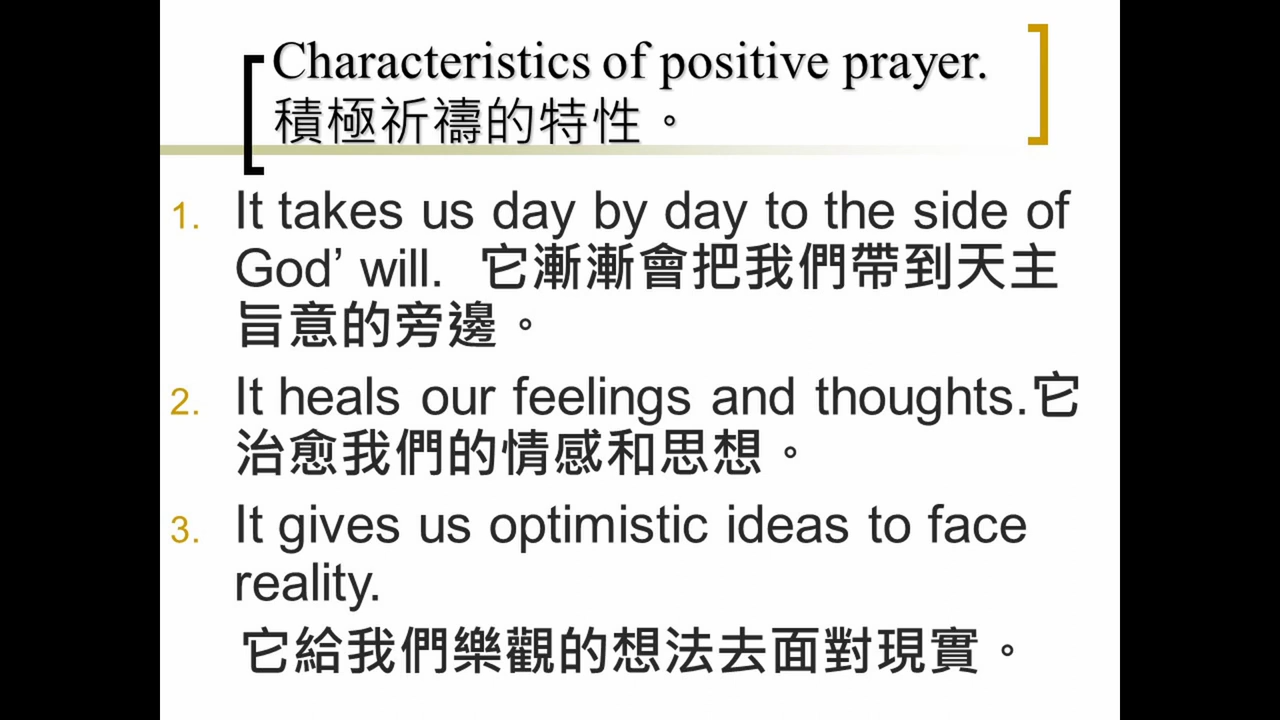 Characteristics of positive prayer.
積極祈禱的特性。
1. It takes us day by day to the side of
God’ will. 它漸漸會把我們帶到天主
旨意的旁邊。
2. It heals our feelings and thoughts.它
治愈我們的情感和思想。
3. It gives us optimistic ideas to face
reality.
它給我們樂觀的想法去面對現實。